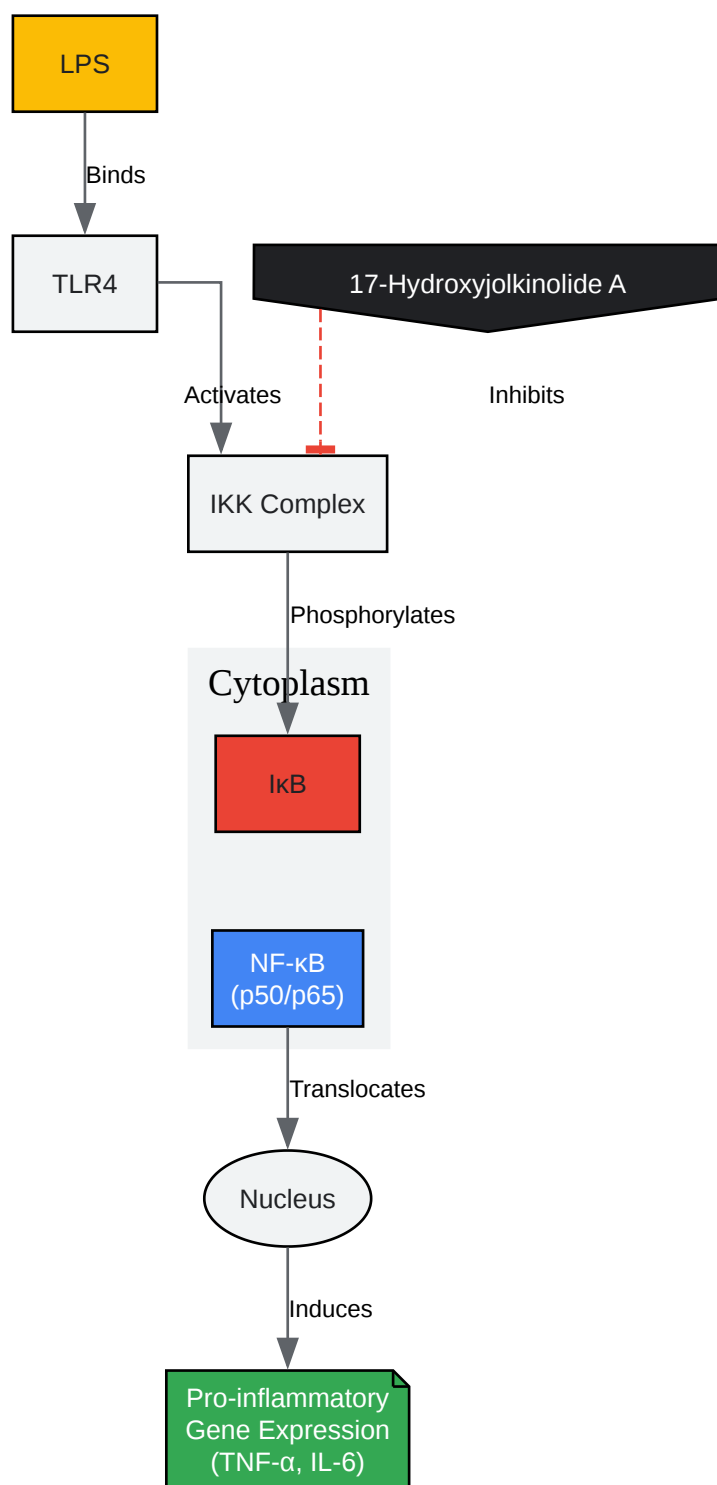 LPS
Binds
TLR4
17-Hydroxyjolkinolide A
Activates
Inhibits
IKK Complex
Phosphorylates
Cytoplasm
IκB
NF-κB
(p50/p65)
Translocates
Nucleus
Induces
Pro-inflammatory
Gene Expression
(TNF-α, IL-6)